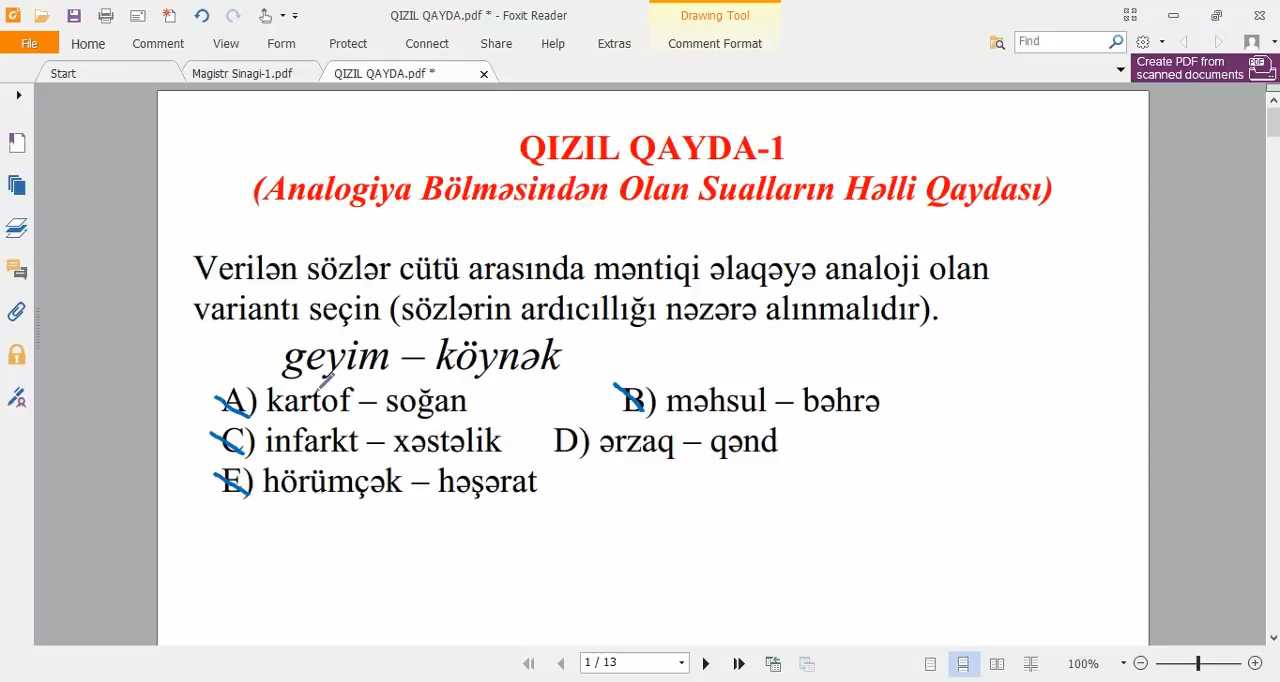 QIZIL QAYDA.pdf * - Foxit Reader
Drawing Tool
File Home Comment View Form Protect Connect Share Help Extras Comment Format
Find
Create PDF from
scanned documents
Start
Magistr Sinagi-1.pdf
QIZIL QAYDA.pdf *
QIZIL QAYDA-1
(Analogiya Bölməsindən Olan Sualların Həlli Qaydası)
Verilən sözlər cütü arasında məntiqi əlaqəyə analoji olan
variantı seçin (sözlərin ardıcıllığı nəzərə alınmalıdır).
geyim – köynək
A) kartof – soğan B) məhsul – bəhrə
C) infarkt – xəstəlik D) ərzaq – qənd
E) hörümçək – həşərat
1 / 13
100%